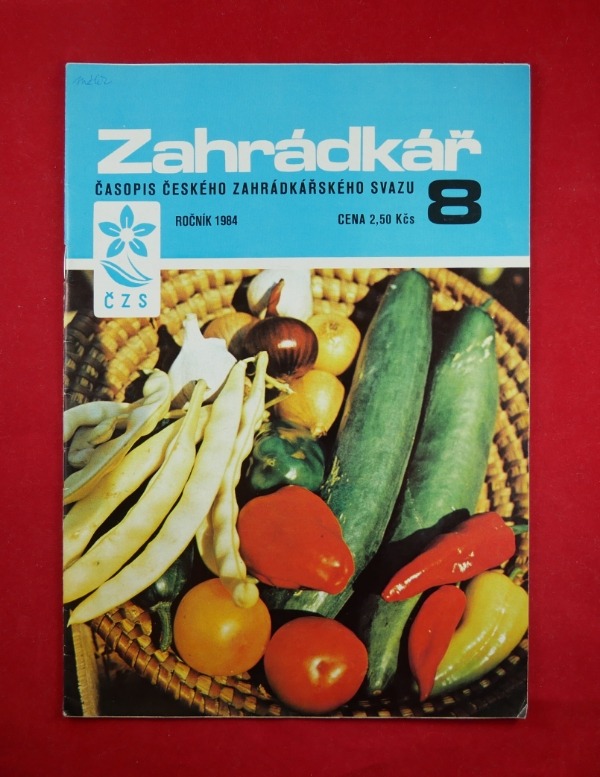 Zahrádkář
ČASOPIS ČESKÉHO ZAHRÁDKÁŘSKÉHO SVAZU
8
ROČNÍK 1984
CENA 2,50 Kčs
ČZS